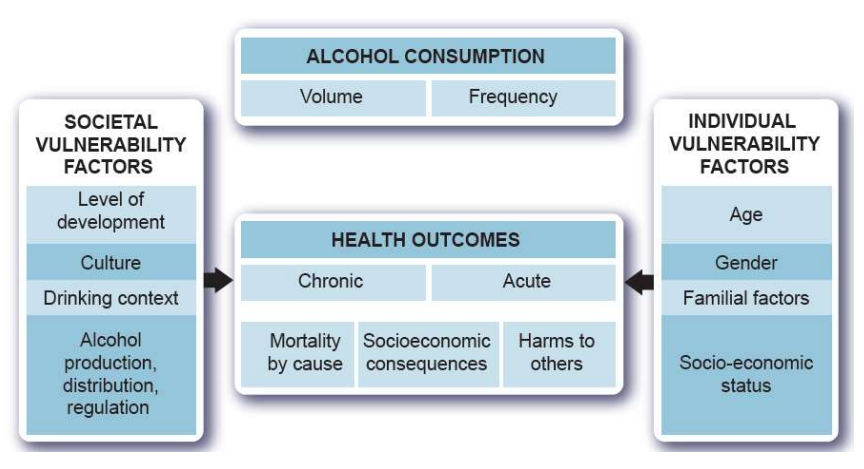 ALCOHOL CONSUMPTION
Volume
Frequency
SOCIETAL
VULNERABILITY
FACTORS
Level of
development
Culture
Drinking context
Alcohol
production,
distribution,
regulation
HEALTH OUTCOMES
Chronic
Acute
Mortality
by cause
Socioeconomic
consequences
Harms to
others
INDIVIDUAL
VULNERABILITY
FACTORS
Age
Gender
Familial factors
Socio-economic
status